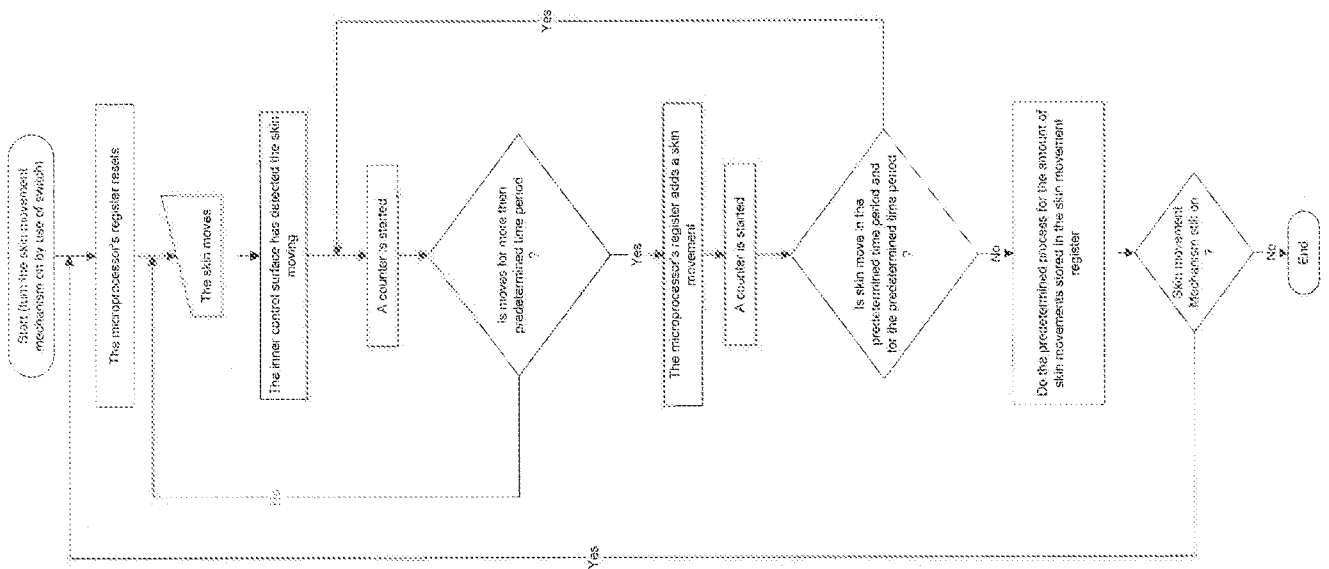 Start (turn the skin movement
mechanism on by use of switch)
The microprocessor's register resets
The skin moves
The inner control surface has detected the skin
moving
A counter is started
Is moves for more then
predetermined time period
?
No
Yes
The microprocessor's register adds a skin
movement
A counter is started
Is skin move in the
predetermined time period and
for the predetermined time period
?
Yes
No
Do the predetermined process for the amount of
skin movements stored in the skin movement
register
Skin movement
Mechanism still on
?
Yes
No
End